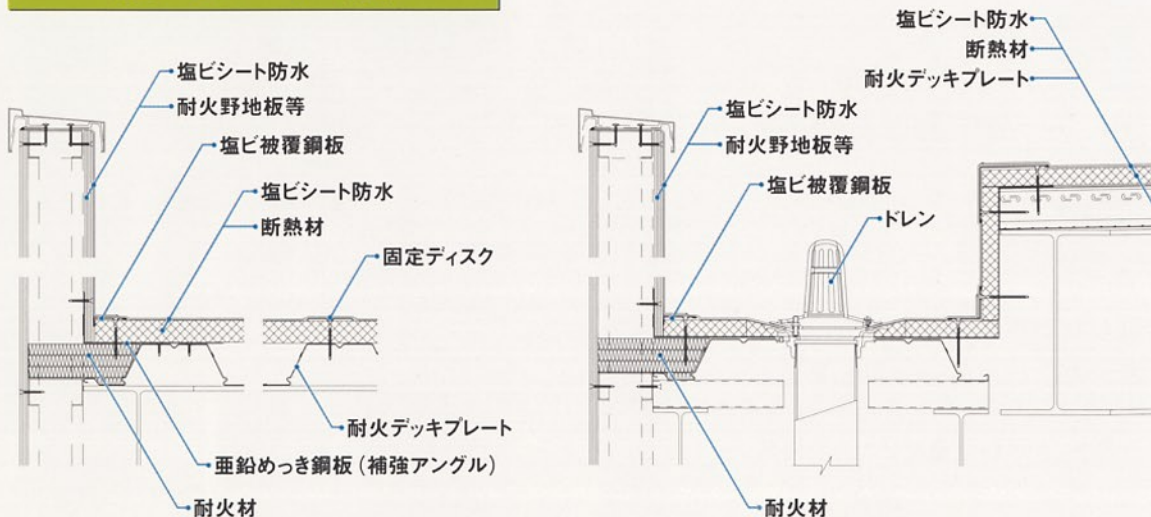 塩ビシート防水
耐火野地板等
塩ビ被覆鋼板
塩ビシート防水
断熱材
固定ディスク
耐火デッキプレート
亜鉛めっき鋼板（補強アングル）
耐火材
塩ビシート防水
断熱材
耐火デッキプレート
塩ビシート防水
耐火野地板等
塩ビ被覆鋼板
ドレン
耐火材